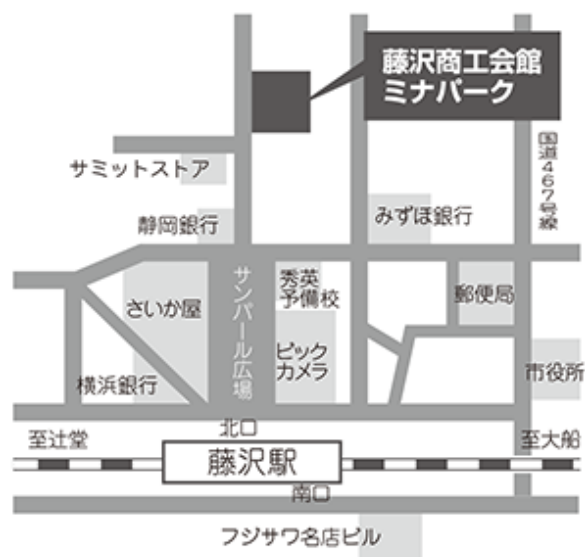 藤沢商工会館
ミナパーク
国道467号線
サミットストア
静岡銀行
みずほ銀行
さいか屋
サンパール広場
秀英
予備校
郵便局
ビック
カメラ
横浜銀行
市役所
北口
至辻堂
藤沢駅
至大船
南口
フジサワ名店ビル